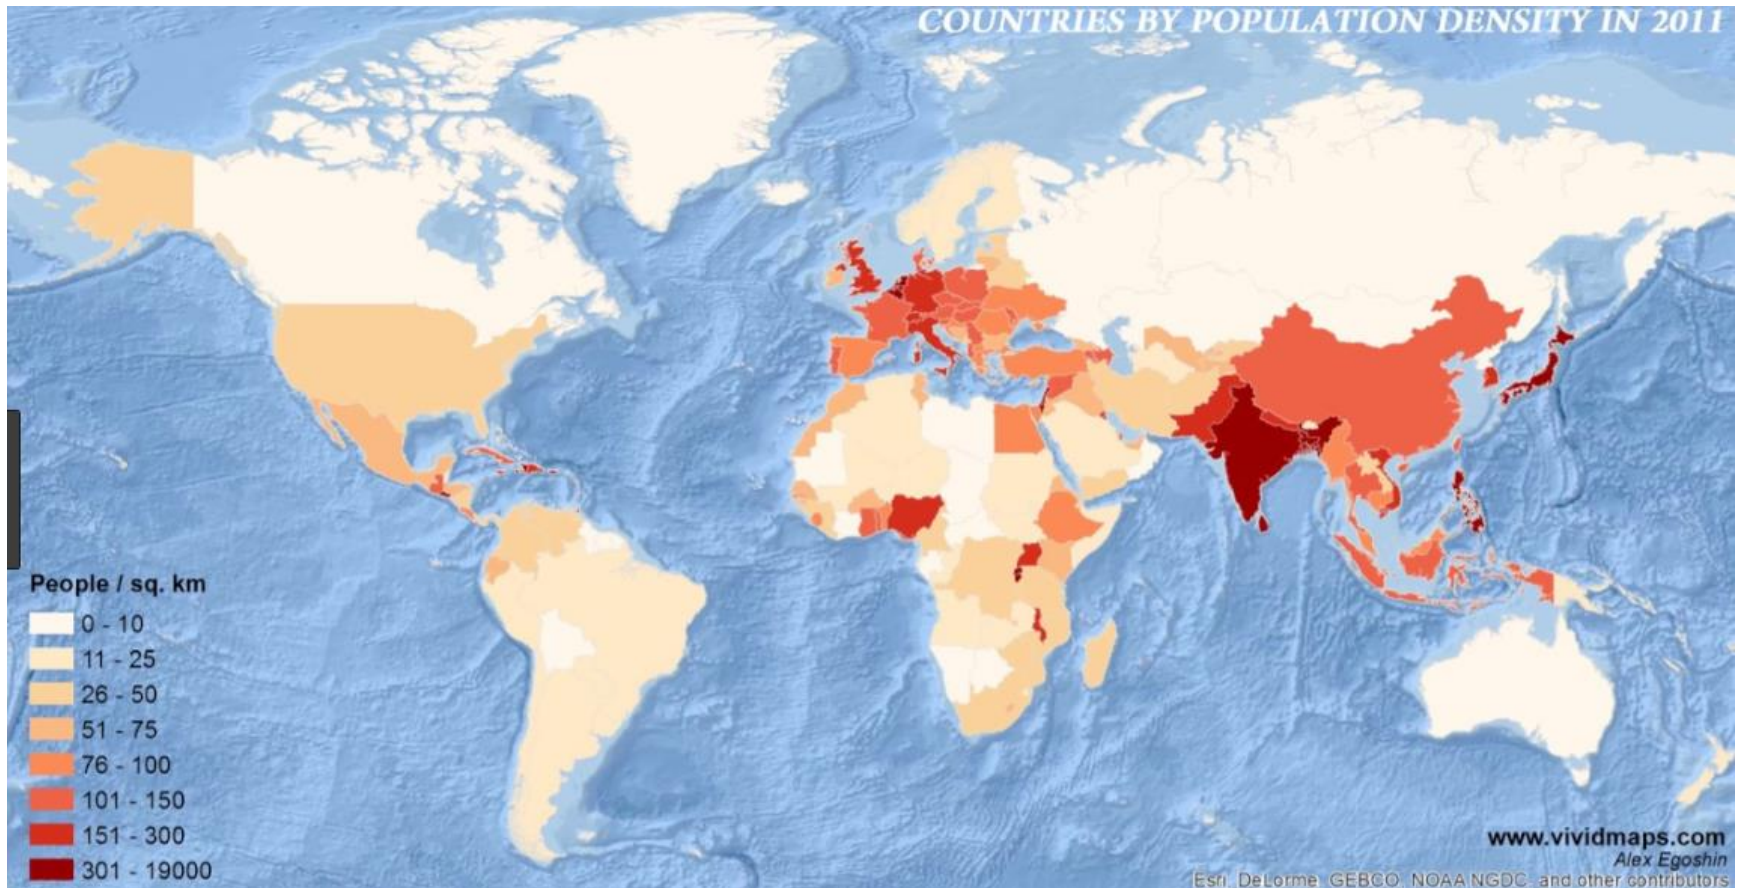 COUNTRIES BY POPULATION DENSITY IN 2011
People / sq. km
0 - 10
11 - 25
26 - 50
51 - 75
76 - 100
101 - 150
151 - 300
301 - 19000
www.vividmaps.com
Alex Egoshin
Esri, DeLorme, GEBCO, NOAA NGDC, and other contributors